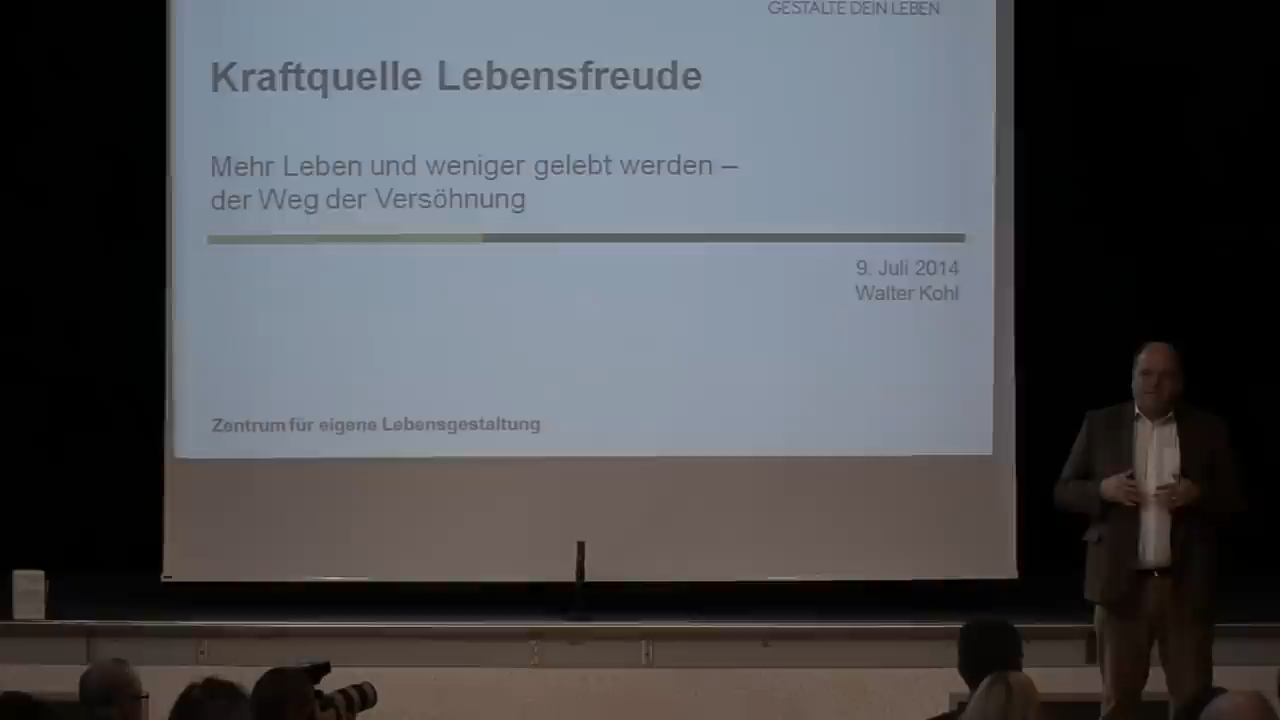 GESTALTE DEIN LEBEN
Kraftquelle Lebensfreude
Mehr Leben und weniger gelebt werden –
der Weg der Versöhnung
9. Juli 2014
Walter Kohl
Zentrum für eigene Lebensgestaltung